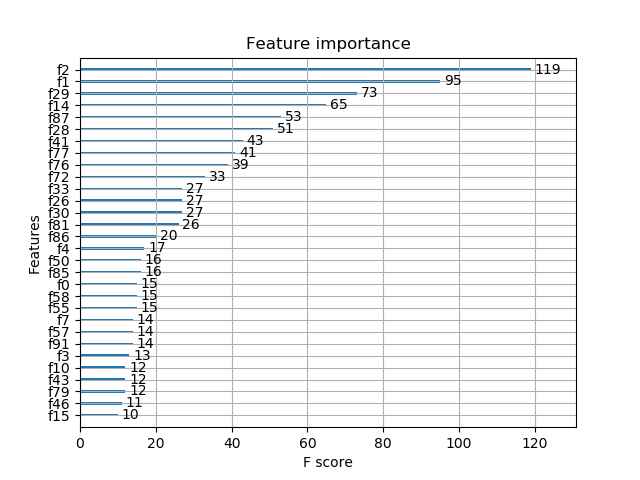 Feature importance
f2 119
f1 95
f29 73
f14 65
f87 53
f28 51
f41 43
f77 41
f76 39
f72 33
f33 27
f26 27
f30 27
f81 26
f86 20
f4 17
f50 16
f85 16
f0 15
f58 15
f55 15
f7 14
f57 14
f91 14
f3 13
f10 12
f43 12
f79 12
f46 11
f15 10
Features
0 20 40 60 80 100 120
F score